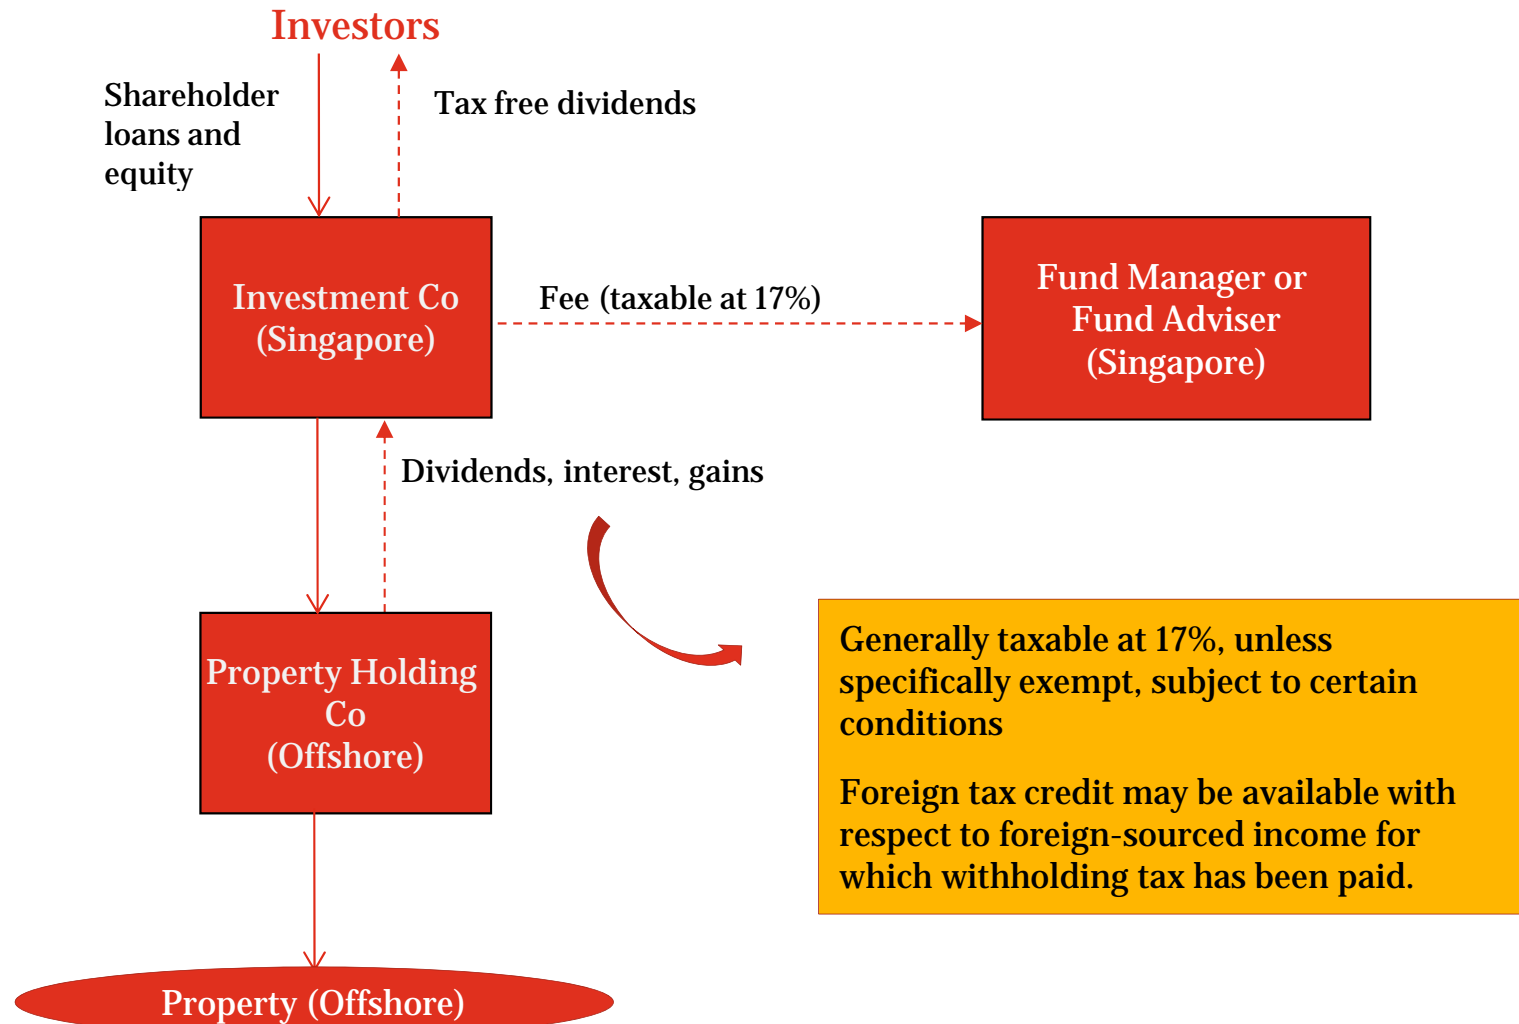 Investors
Shareholder
loans and
equity
Tax free dividends
Investment Co
(Singapore)
Fee (taxable at 17%)
Fund Manager or
Fund Adviser
(Singapore)
Dividends, interest, gains
Property Holding
Co
(Offshore)
Generally taxable at 17%, unless
specifically exempt, subject to certain
conditions
Foreign tax credit may be available with
respect to foreign-sourced income for
which withholding tax has been paid.
Property (Offshore)